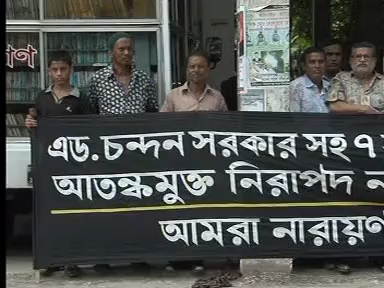 এড. চন্দন সরকার সহ ৭
আতঙ্কমুক্ত নিরাপদ
আমরা নারায়ণ